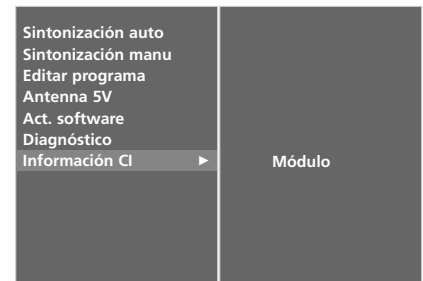 Sintonización auto
Sintonización manu
Editar programa
Antenna 5V
Act. software
Diagnóstico
Información CI ►
Módulo